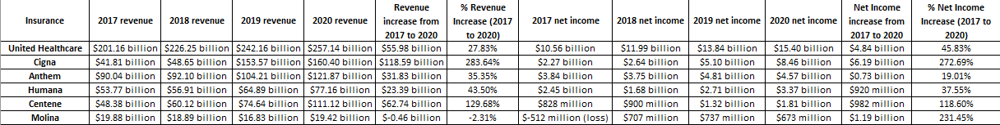 Insurance 2017 revenue 2018 revenue 2019 revenue 2020 revenue Revenue increase from 2017 to 2020 % Revenue Increase (2017 to 2020) 2017 net income 2018 net income 2019 net income 2020 net income Net Income increase from 2017 to 2020 % Net Income Increase (2017 to 2020)
United Healthcare $201.16 billion $226.25 billion $242.16 billion $257.14 billion $55.98 billion 27.83% $10.56 billion $11.99 billion $13.84 billion $15.40 billion $4.84 billion 45.83%
Cigna $41.81 billion $48.65 billion $153.57 billion $160.40 billion $118.59 billion 283.64% $2.27 billion $2.64 billion $5.10 billion $8.46 billion $6.19 billion 272.69%
Anthem $90.04 billion $92.10 billion $104.21 billion $121.87 billion $31.83 billion 35.35% $3.84 billion $3.75 billion $4.81 billion $4.57 billion $0.73 billion 19.01%
Humana $53.77 billion $56.91 billion $64.89 billion $77.16 billion $23.39 billion 43.50% $2.45 billion $1.68 billion $2.71 billion $3.37 billion $920 million 37.55%
Centene $48.38 billion $60.12 billion $74.64 billion $111.12 billion $62.74 billion 129.68% $828 million $900 million $1.32 billion $1.81 billion $982 million 118.60%
Molina $19.88 billion $18.89 billion $16.83 billion $19.42 billion $-0.46 billion -2.31% $-512 million (loss) $707 million $737 million $673 million $1.19 billion 231.45%